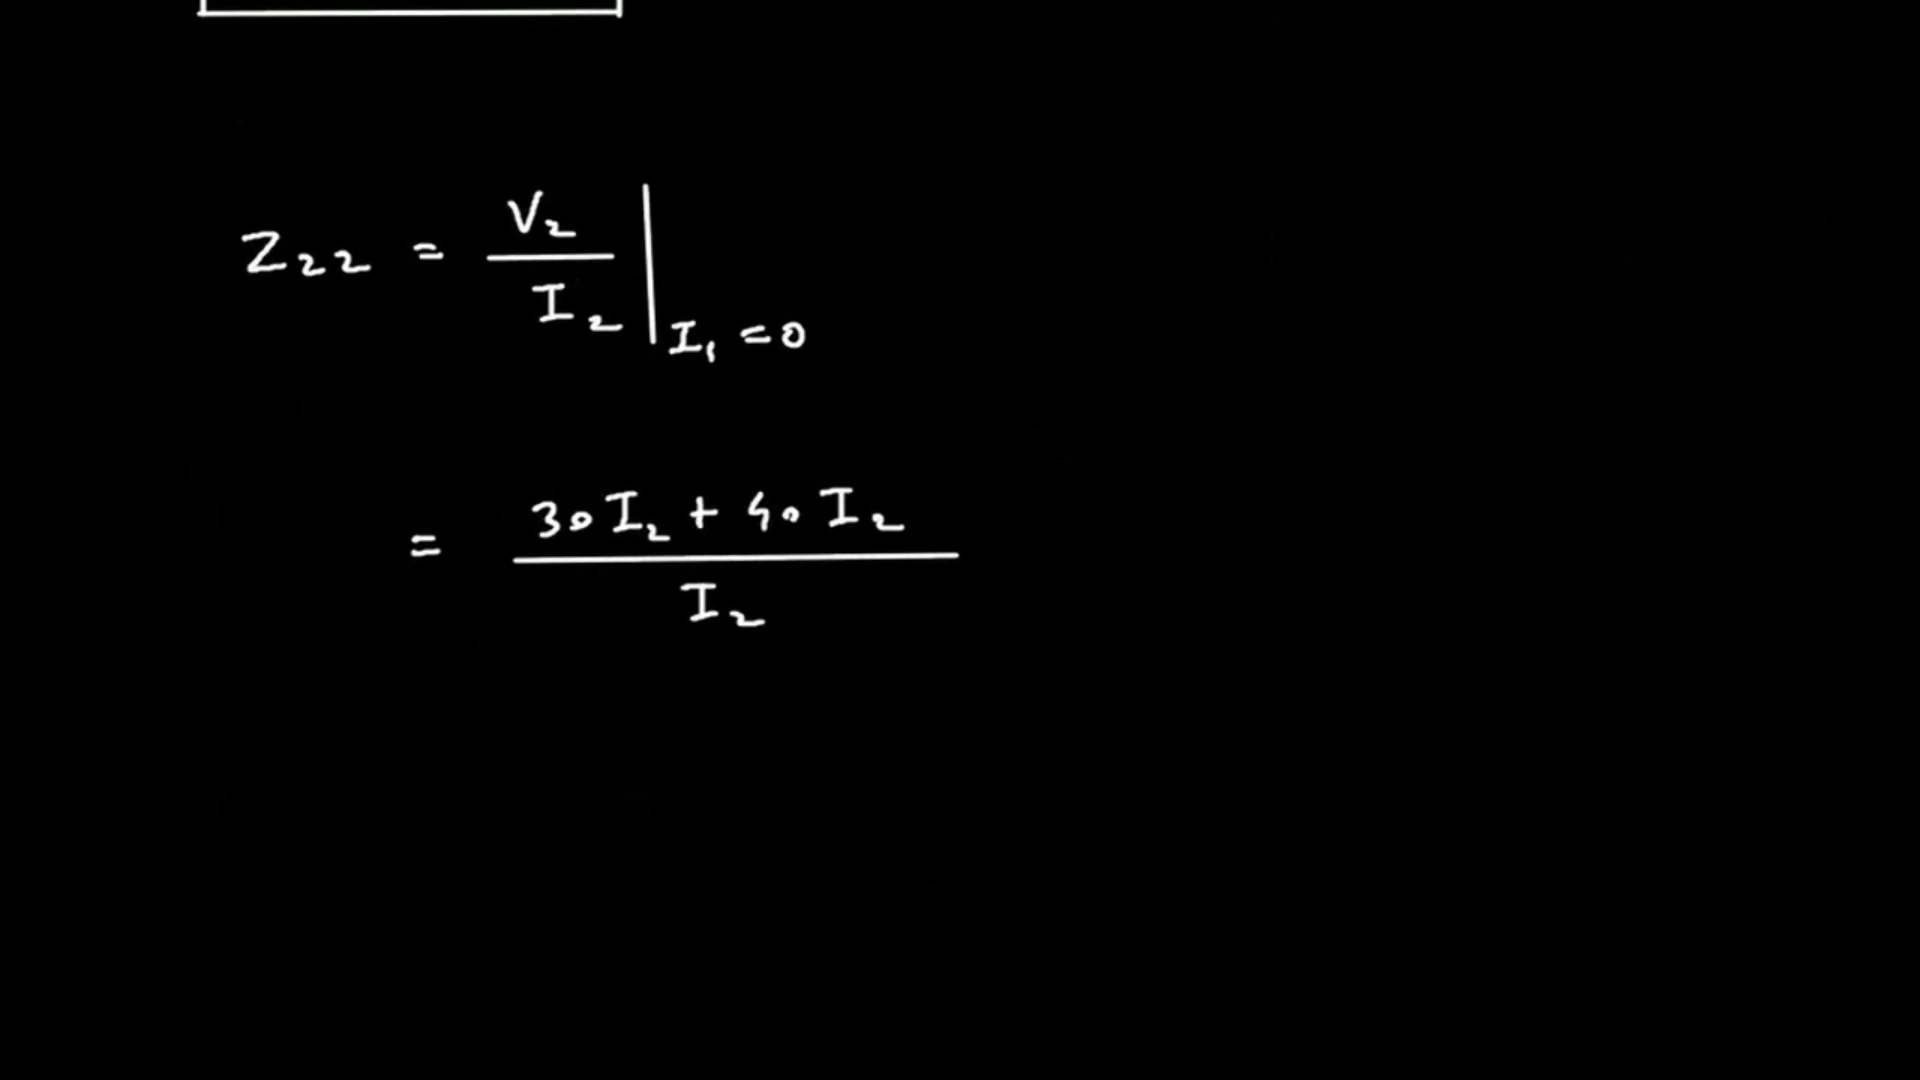 Z₂₂ = V₂ / I₂ | I₁ = 0
= 30 I₂ + 40 I₂ / I₂